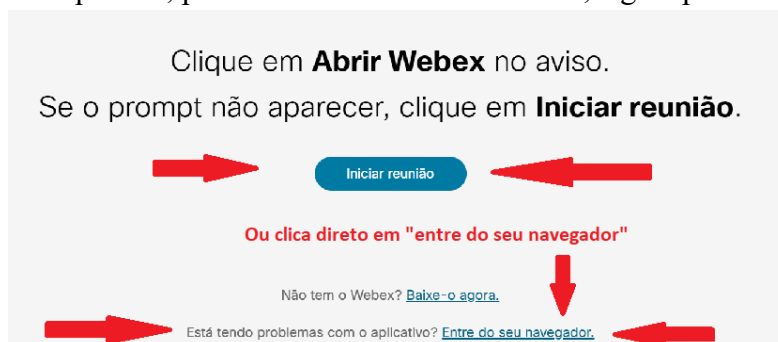 Clique em Abrir Webex no aviso.
Se o prompt não aparecer, clique em Iniciar reunião.
Iniciar reunião
Ou clica direto em "entre do seu navegador"
Não tem o Webex? Baixe-o agora.
Está tendo problemas com o aplicativo? Entre do seu navegador.